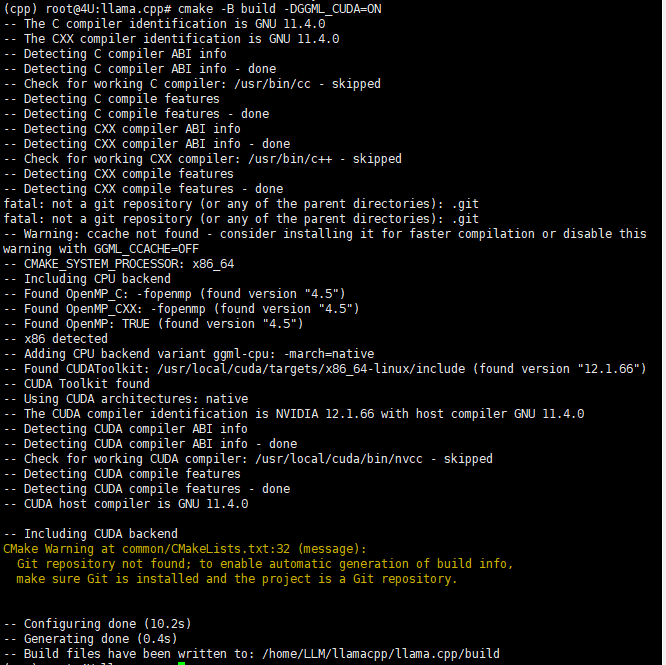 (cpp) root@4U:llama.cpp# cmake -B build -DGGML_CUDA=ON
-- The C compiler identification is GNU 11.4.0
-- The CXX compiler identification is GNU 11.4.0
-- Detecting C compiler ABI info
-- Detecting C compiler ABI info - done
-- Check for working C compiler: /usr/bin/cc - skipped
-- Detecting C compile features
-- Detecting C compile features - done
-- Detecting CXX compiler ABI info
-- Detecting CXX compiler ABI info - done
-- Check for working CXX compiler: /usr/bin/c++ - skipped
-- Detecting CXX compile features
-- Detecting CXX compile features - done
fatal: not a git repository (or any of the parent directories): .git
fatal: not a git repository (or any of the parent directories): .git
-- Warning: ccache not found - consider installing it for faster compilation or disable this
warning with GGML_CCACHE=OFF
-- CMAKE_SYSTEM_PROCESSOR: x86_64
-- Including CPU backend
-- Found OpenMP_C: -fopenmp (found version "4.5")
-- Found OpenMP_CXX: -fopenmp (found version "4.5")
-- Found OpenMP: TRUE (found version "4.5")
-- x86 detected
-- Adding CPU backend variant ggml-cpu: -march=native
-- Found CUDAToolkit: /usr/local/cuda/targets/x86_64-linux/include (found version "12.1.66")
-- CUDA Toolkit found
-- Using CUDA architectures: native
-- The CUDA compiler identification is NVIDIA 12.1.66 with host compiler GNU 11.4.0
-- Detecting CUDA compiler ABI info
-- Detecting CUDA compiler ABI info - done
-- Check for working CUDA compiler: /usr/local/cuda/bin/nvcc - skipped
-- Detecting CUDA compile features
-- Detecting CUDA compile features - done
-- CUDA host compiler is GNU 11.4.0
-- Including CUDA backend
CMake Warning at common/CMakeLists.txt:32 (message):
Git repository not found; to enable automatic generation of build info,
make sure Git is installed and the project is a Git repository.
-- Configuring done (10.2s)
-- Generating done (0.4s)
-- Build files have been written to: /home/LLM/llamacpp/llama.cpp/build